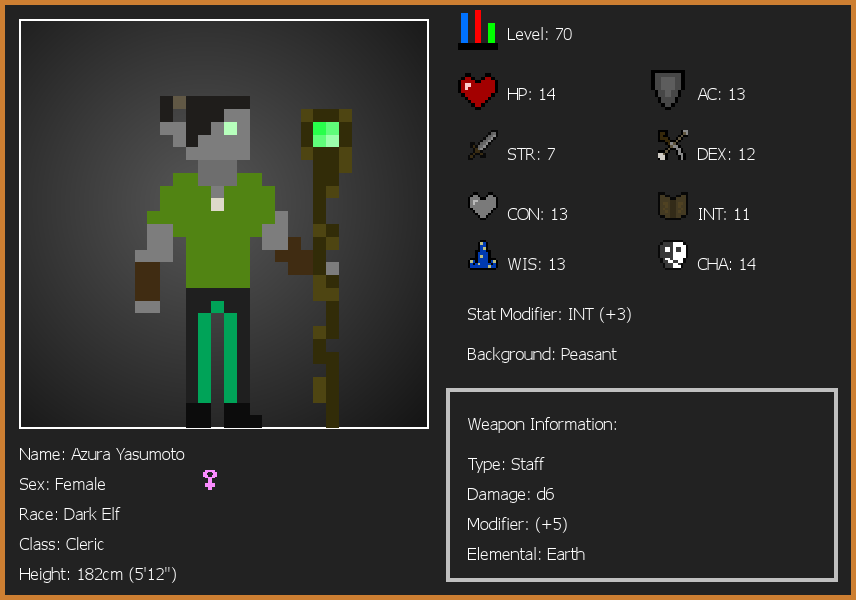 Level: 70
HP: 14
AC: 13
STR: 7
DEX: 12
CON: 13
INT: 11
WIS: 13
CHA: 14
Stat Modifier: INT (+3)
Background: Peasant
Weapon Information:
Type: Staff
Damage: d6
Modifier: (+5)
Elemental: Earth
Name: Azura Yasumoto
Sex: Female
Race: Dark Elf
Class: Cleric
Height: 182cm (5'12")